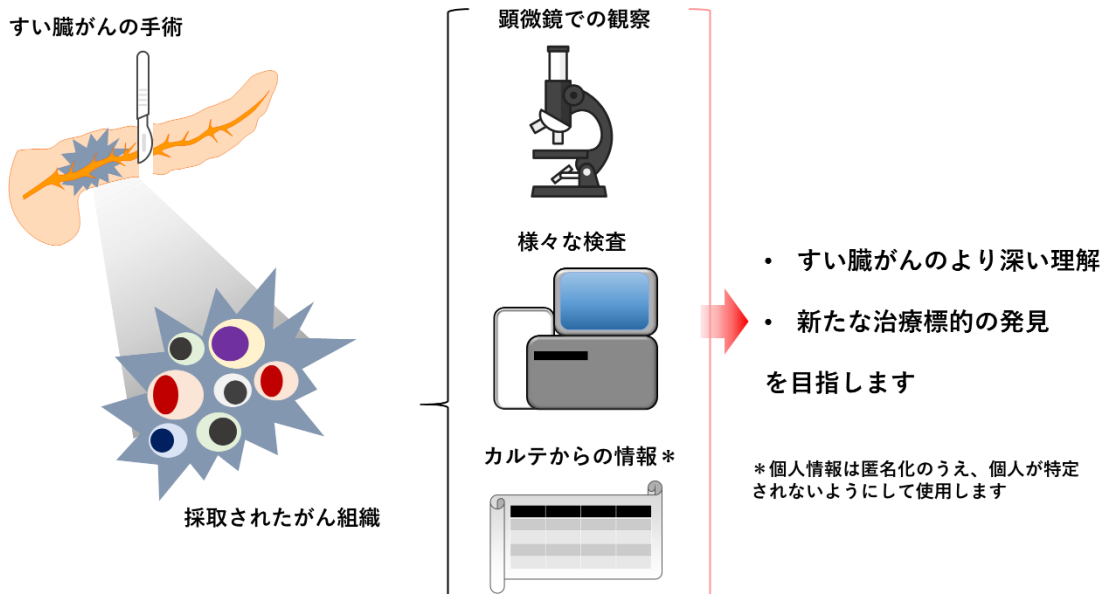 すい臓がんの手術
採取されたがん組織
顕微鏡での観察
様々な検査
カルテからの情報＊
• すい臓がんのより深い理解
• 新たな治療標的の発見
を目指します
＊個人情報は匿名化のうえ、個人が特定
されないようにして使用します